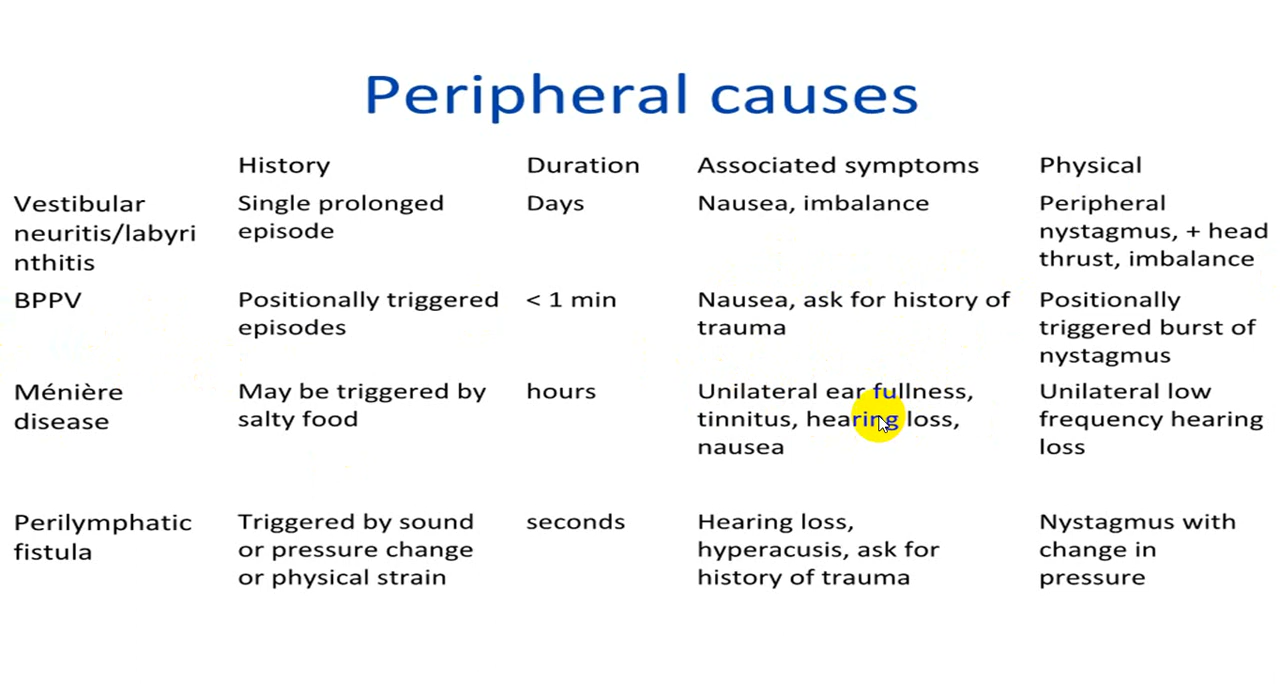 Peripheral causes
History Duration Associated symptoms Physical
Vestibular neuritis/labyri nthitis Single prolonged episode Days Nausea, imbalance Peripheral nystagmus, + head thrust, imbalance
BPPV Positionally triggered episodes < 1 min Nausea, ask for history of trauma Positionally triggered burst of nystagmus
Ménière disease May be triggered by salty food hours Unilateral ear fullness, tinnitus, hearing loss, nausea Unilateral low frequency hearing loss
Perilymphatic fistula Triggered by sound or pressure change or physical strain seconds Hearing loss, hyperacusis, ask for history of trauma Nystagmus with change in pressure